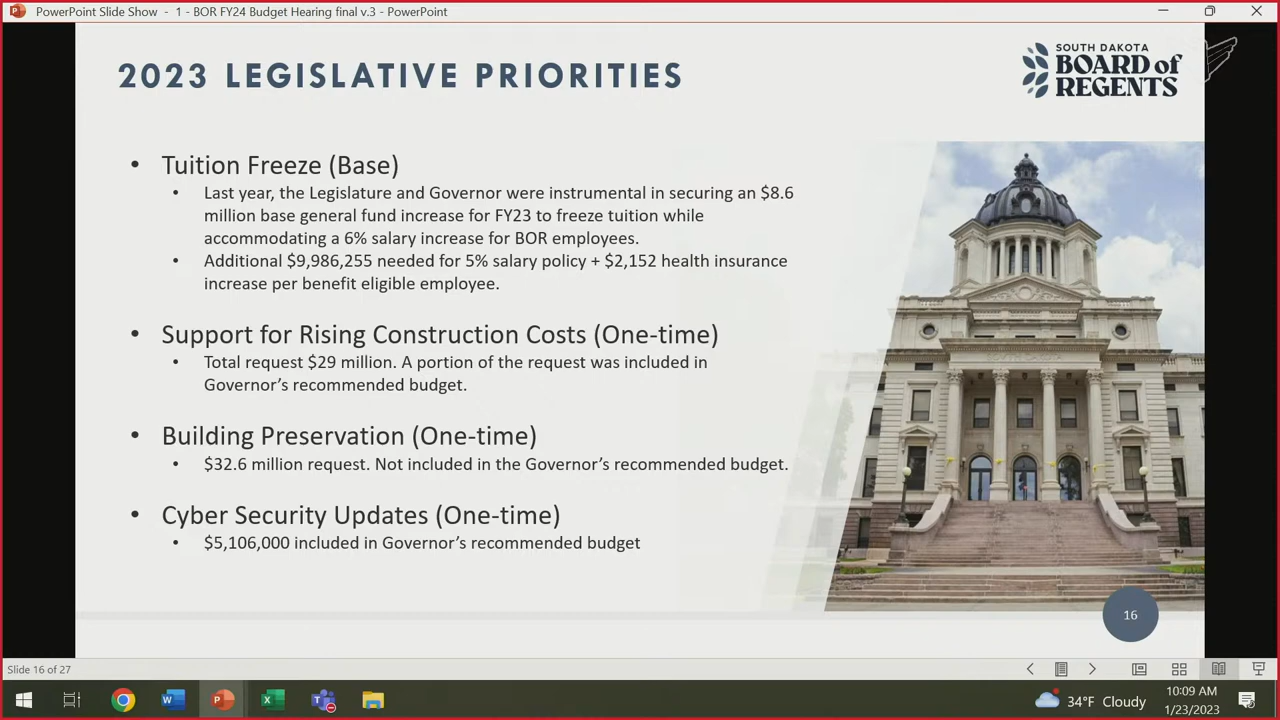 PowerPoint Slide Show - 1 - BOR FY24 Budget Hearing final v.3 - PowerPoint
2023 LEGISLATIVE PRIORITIES
SOUTH DAKOTA
BOARD of
REGENTS
• Tuition Freeze (Base)
• Last year, the Legislature and Governor were instrumental in securing an $8.6
million base general fund increase for FY23 to freeze tuition while
accommodating a 6% salary increase for BOR employees.
• Additional $9,986,255 needed for 5% salary policy + $2,152 health insurance
increase per benefit eligible employee.
• Support for Rising Construction Costs (One-time)
• Total request $29 million. A portion of the request was included in
Governor's recommended budget.
• Building Preservation (One-time)
• $32.6 million request. Not included in the Governor's recommended budget.
• Cyber Security Updates (One-time)
• $5,106,000 included in Governor's recommended budget
16
Slide 16 of 27
34°F Cloudy
10:09 AM
1/23/2023